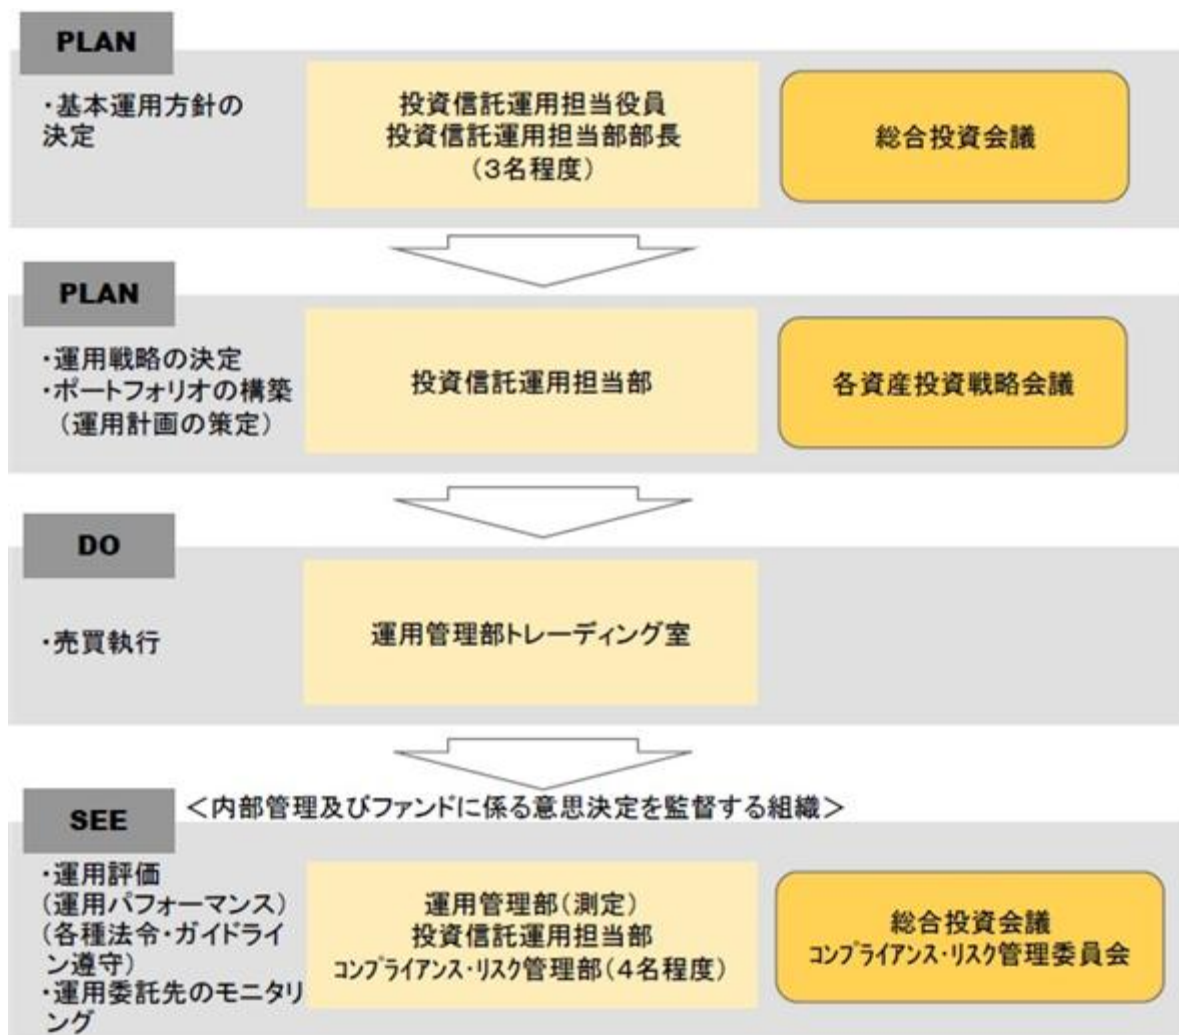 PLAN
・基本運用方針の
決定
投資信託運用担当役員
投資信託運用担当部部長
(３名程度)
総合投資会議
PLAN
・運用戦略の決定
・ポートフォリオの構築
(運用計画の策定)
投資信託運用担当部
各資産投資戦略会議
DO
・売買執行
運用管理部トレーディング室
SEE
＜内部管理及びファンドに係る意思決定を監督する組織＞
・運用評価
(運用パフォーマンス)
(各種法令・ガイドライ
ン遵守)
・運用委託先のモニタリ
ング
運用管理部(測定)
投資信託運用担当部
ｺﾝﾌﾟﾗｲｱﾝｽ・ﾘｽｸ管理部(４名程度)
総合投資会議
ｺﾝﾌﾟﾗｲｱﾝｽ・ﾘｽｸ管理委員会